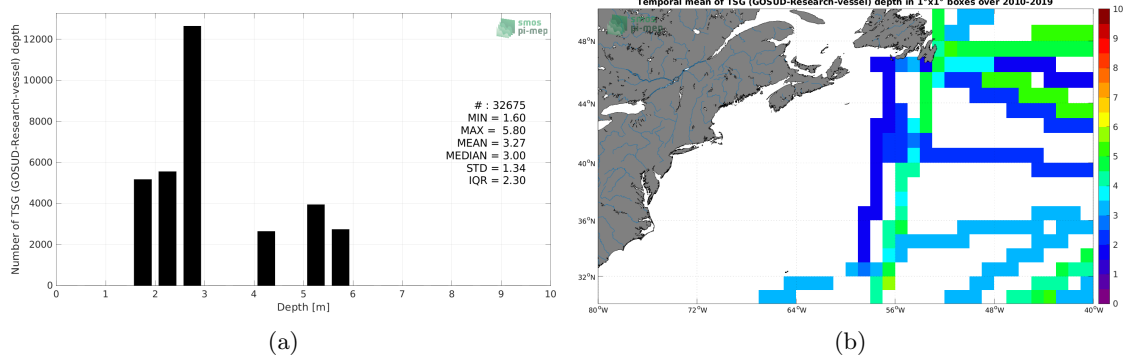 Temporal mean of TSG (GOSUD-Research-vessel) depth in 1°x1° boxes over 2010-2019
smos
pi-mep
Number of TSG (GOSUD-Research-vessel) depth
12000
10000
8000
6000
4000
2000
0
# : 32675
MIN = 1.60
MAX = 5.80
MEAN = 3.27
MEDIAN = 3.00
STD = 1.34
IQR = 2.30
0 1 2 3 4 5 6 7 8 9 10
Depth [m]
(a)
smos
pi-mep
48°N
44°N
40°N
36°N
32°N
80°W 72°W 64°W 56°W 48°W 40°W
10
9
8
7
6
5
4
3
2
1
0
(b)